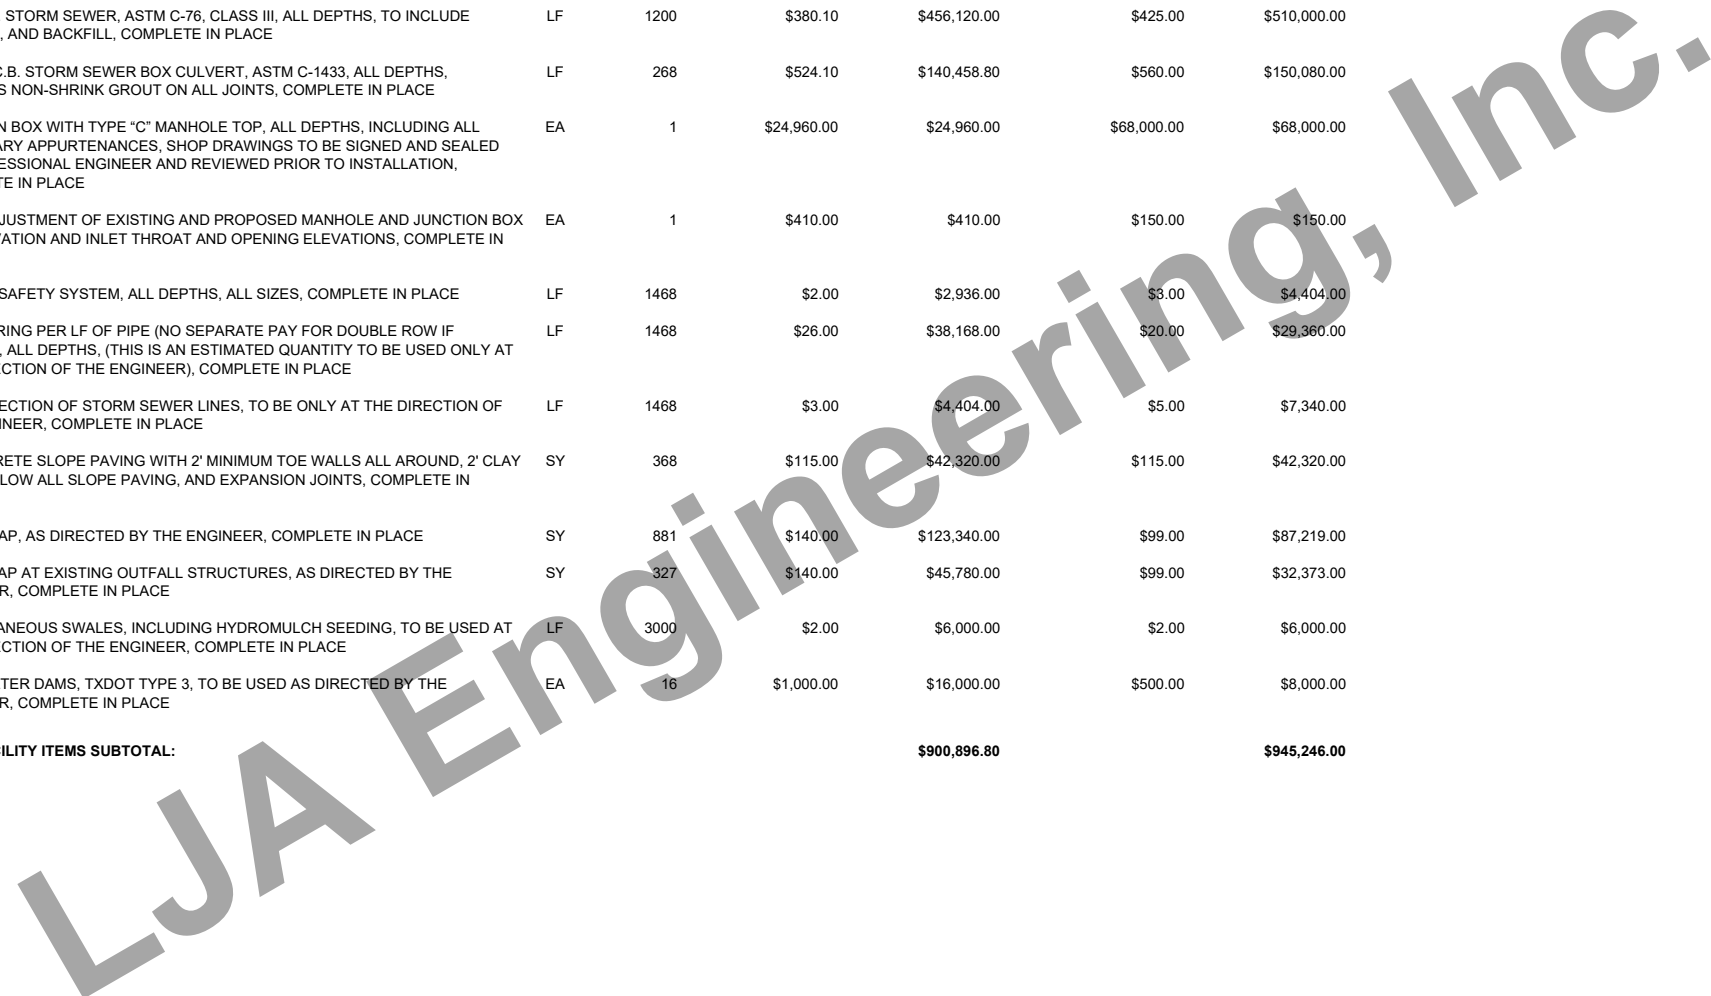 STORM SEWER, ASTM C-76, CLASS III, ALL DEPTHS, TO INCLUDE LF 1200 $380.10 $456,120.00 $425.00 $510,000.00
, AND BACKFILL, COMPLETE IN PLACE
C.B. STORM SEWER BOX CULVERT, ASTM C-1433, ALL DEPTHS, LF 268 $524.10 $140,458.80 $560.00 $150,080.00
S NON-SHRINK GROUT ON ALL JOINTS, COMPLETE IN PLACE
N BOX WITH TYPE “C” MANHOLE TOP, ALL DEPTHS, INCLUDING ALL EA 1 $24,960.00 $24,960.00 $68,000.00 $68,000.00
ARY APPURTENANCES, SHOP DRAWINGS TO BE SIGNED AND SEALED
ESSIONAL ENGINEER AND REVIEWED PRIOR TO INSTALLATION,
TE IN PLACE
JUSTMENT OF EXISTING AND PROPOSED MANHOLE AND JUNCTION BOX EA 1 $410.00 $410.00 $150.00 $150.00
VATION AND INLET THROAT AND OPENING ELEVATIONS, COMPLETE IN
SAFETY SYSTEM, ALL DEPTHS, ALL SIZES, COMPLETE IN PLACE LF 1468 $2.00 $2,936.00 $3.00 $4,404.00
RING PER LF OF PIPE (NO SEPARATE PAY FOR DOUBLE ROW IF LF 1468 $26.00 $38,168.00 $20.00 $29,360.00
, ALL DEPTHS, (THIS IS AN ESTIMATED QUANTITY TO BE USED ONLY AT
ECTION OF THE ENGINEER), COMPLETE IN PLACE
ECTION OF STORM SEWER LINES, TO BE ONLY AT THE DIRECTION OF LF 1468 $3.00 $4,404.00 $5.00 $7,340.00
INEER, COMPLETE IN PLACE
RETE SLOPE PAVING WITH 2' MINIMUM TOE WALLS ALL AROUND, 2' CLAY SY 368 $115.00 $42,320.00 $115.00 $42,320.00
LOW ALL SLOPE PAVING, AND EXPANSION JOINTS, COMPLETE IN
AP, AS DIRECTED BY THE ENGINEER, COMPLETE IN PLACE SY 881 $140.00 $123,340.00 $99.00 $87,219.00
AP AT EXISTING OUTFALL STRUCTURES, AS DIRECTED BY THE SY 327 $140.00 $45,780.00 $99.00 $32,373.00
R, COMPLETE IN PLACE
ANEOUS SWALES, INCLUDING HYDROMULCH SEEDING, TO BE USED AT LF 3000 $2.00 $6,000.00 $2.00 $6,000.00
ECTION OF THE ENGINEER, COMPLETE IN PLACE
TER DAMS, TXDOT TYPE 3, TO BE USED AS DIRECTED BY THE EA 16 $1,000.00 $16,000.00 $500.00 $8,000.00
R, COMPLETE IN PLACE
ILITY ITEMS SUBTOTAL: $900,896.80 $945,246.00
LJA Engineering, Inc.